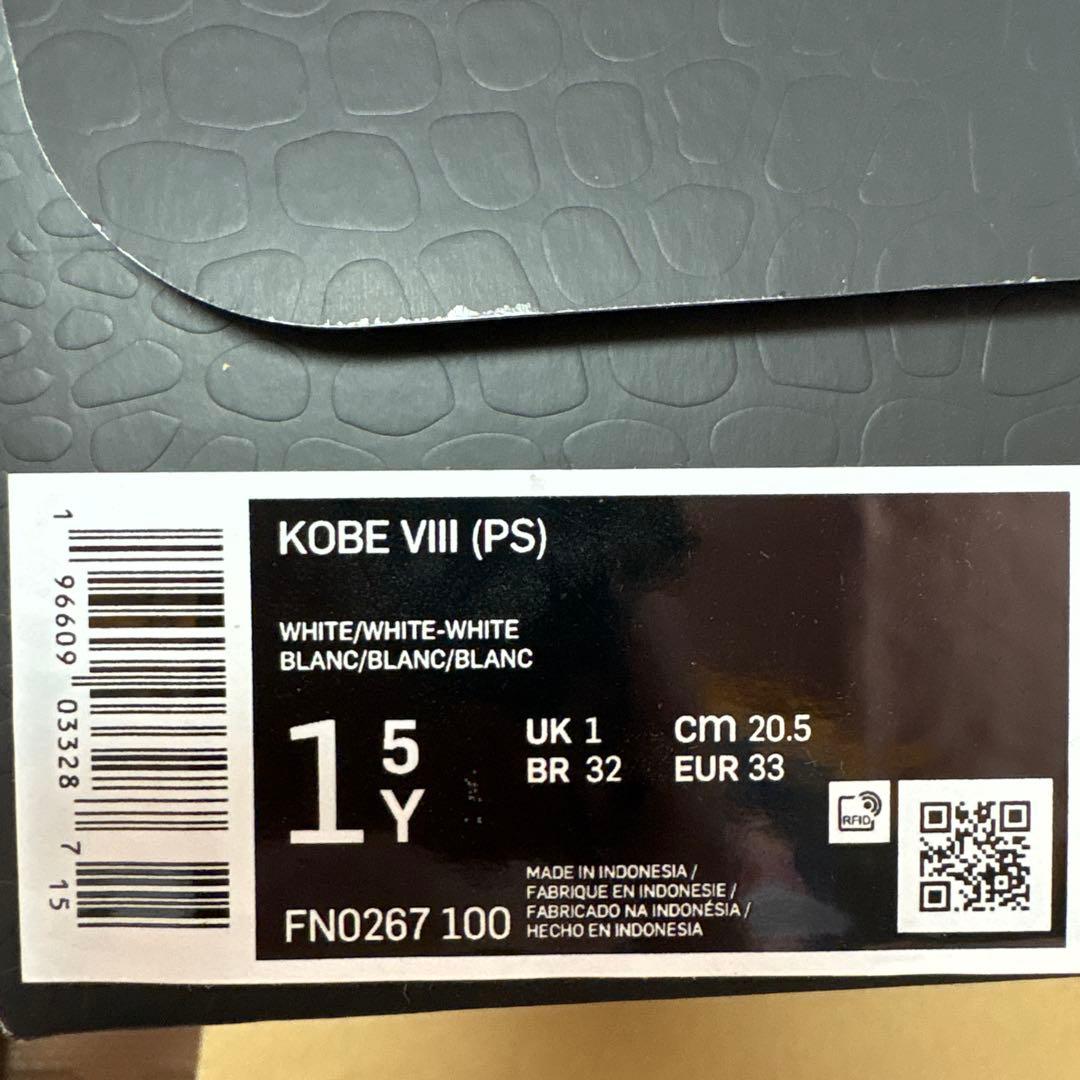 KOBE VIII (PS)
WHITE/WHITE-WHITE
BLANC/BLANC/BLANC
1 5 Y
UK 1
BR 32
cm 20.5
EUR 33
RFID
FN0267 100
MADE IN INDONESIA /
FABRIQUE EN INDONESIE /
FABRICADO NA INDONÉSIA /
HECHO EN INDONESIA
1 96609 03328 7 15